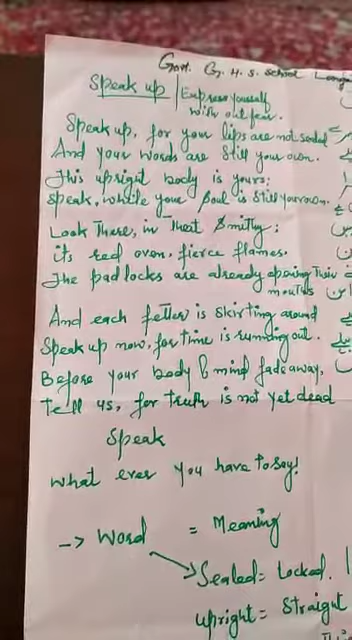 Govt. G. H. S. School
Speak up | Express yourself
with out fear.
Speak up, for your lips are not sealed
And your words are still your own.
This upright body is yours;
speak, while your soul is still your own.
Look There, in That Smithy;
its red oven, fierce flames.
The padlocks are already opening their
mouths
And each fetter is skirting around
Speak up now, for time is running out.
Before your body & mind fade away,
Tell us, for truth is not yet dead
Speak
what ever you have to say!
-> Word = Meaning
Sealed = Locked.
upright = Straight